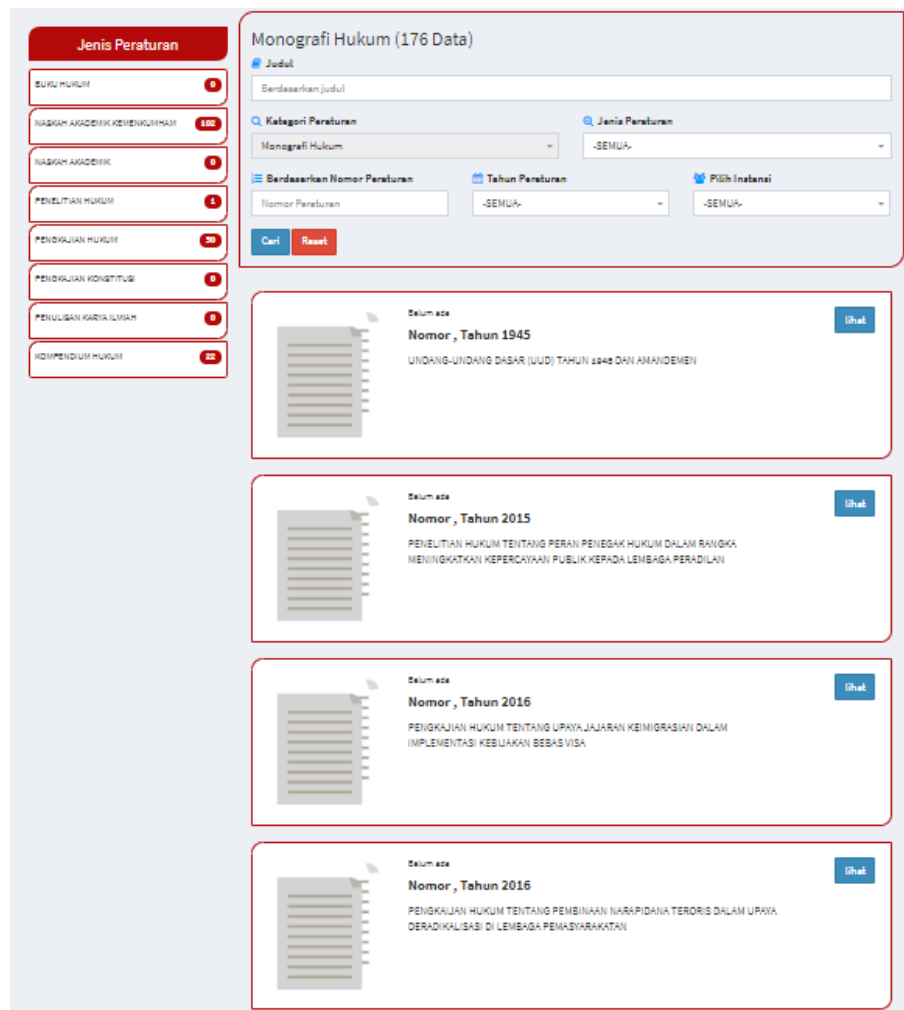 Jenis Peraturan
BUKU HUKUM 0
NASKAH AKADEMIK KEMENKUMHAM 102
NASKAH AKADEMIK 0
PENELITIAN HUKUM 1
PENGKAJIAN HUKUM 50
PENGKAJIAN KONSTITUSI 0
PENULISAN KARYA ILMIAH 0
KOMPENDIUM HUKUM 22
Monografi Hukum (176 Data)
Judul
Berdasarkan judul
Kategori Peraturan Jenis Peraturan
Monografi Hukum -SEMUA-
Berdasarkan Nomor Peraturan Tahun Peraturan Pilih Instansi
Nomor Peraturan -SEMUA- -SEMUA-
Cari Reset
Belum ada
lihat
Nomor , Tahun 1945
UNDANG-UNDANG DASAR (UUD) TAHUN 1945 DAN AMANDEMEN
Belum ada
lihat
Nomor , Tahun 2015
PENELITIAN HUKUM TENTANG PERAN PENEGAK HUKUM DALAM RANGKA
MENINGKATKAN KEPERCAYAAN PUBLIK KEPADA LEMBAGA PERADILAN
Belum ada
lihat
Nomor , Tahun 2016
PENGKAJIAN HUKUM TENTANG UPAYA JAJARAN KEIMIGRASIAN DALAM
IMPLEMENTASI KEBIJAKAN BEBAS VISA
Belum ada
lihat
Nomor , Tahun 2016
PENGKAIJAN HUKUM TENTANG PEMBINAAN NARAPIDANA TERORIS DALAM UPAYA
DERADIKALISASI DI LEMBAGA PEMASYARAKATAN